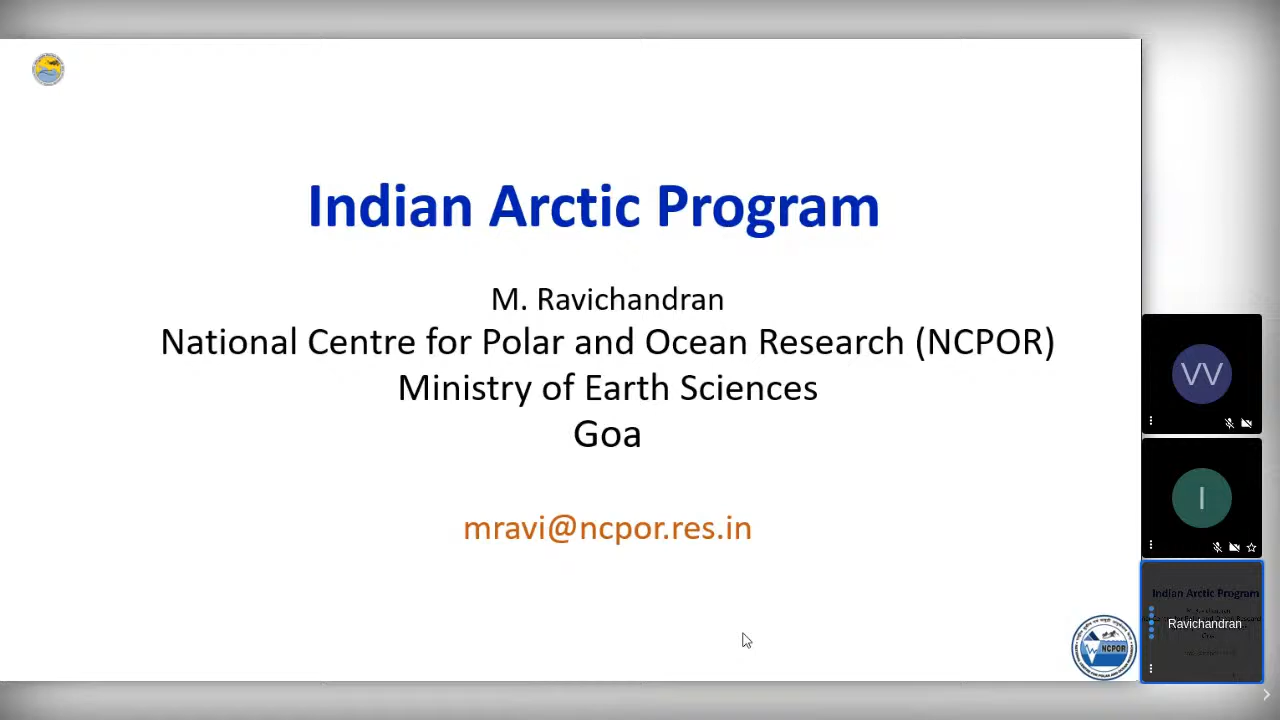 Indian Arctic Program
M. Ravichandran
National Centre for Polar and Ocean Research (NCPOR)
Ministry of Earth Sciences
Goa
mravi@ncpor.res.in
VV
I
Indian Arctic Program
Ravichandran
NCPOR